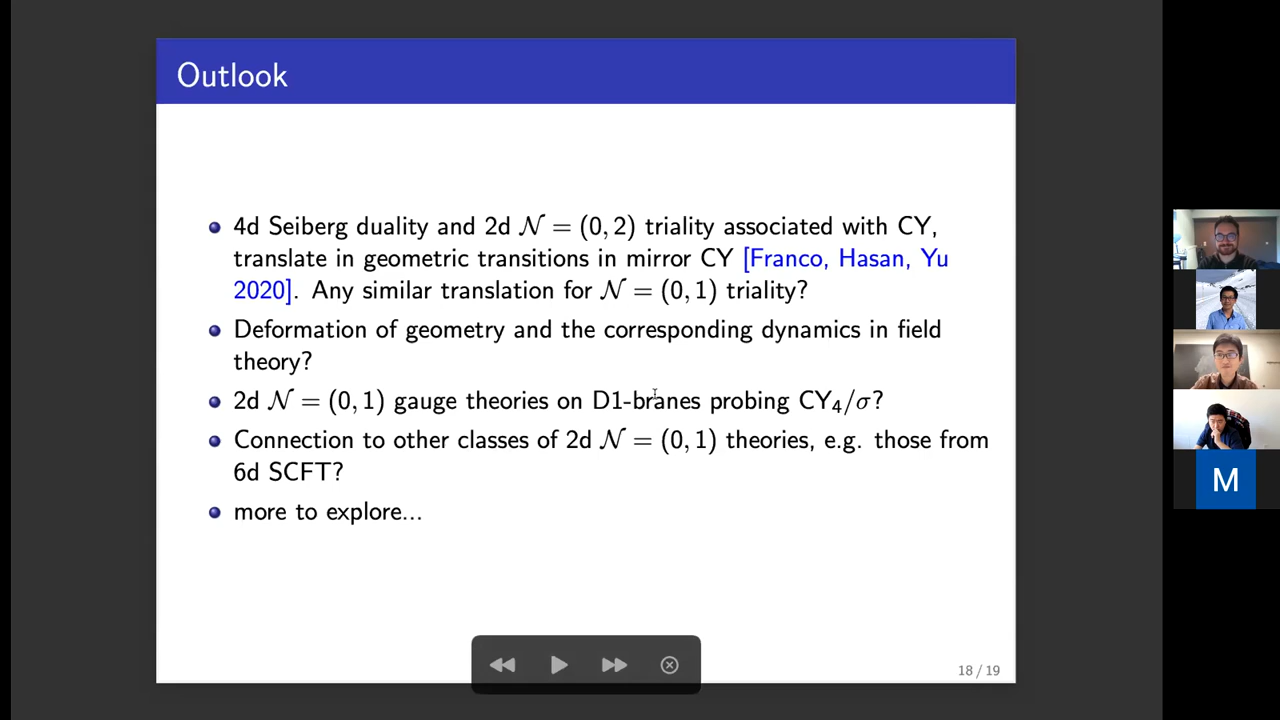 Outlook
4d Seiberg duality and 2d 𝒩 = (0, 2) triality associated with CY,
translate in geometric transitions in mirror CY [Franco, Hasan, Yu
2020]. Any similar translation for 𝒩 = (0, 1) triality?
Deformation of geometry and the corresponding dynamics in field
theory?
2d 𝒩 = (0, 1) gauge theories on D1-branes probing CY₄/σ?
Connection to other classes of 2d 𝒩 = (0, 1) theories, e.g. those from
6d SCFT?
more to explore...
18 / 19
M